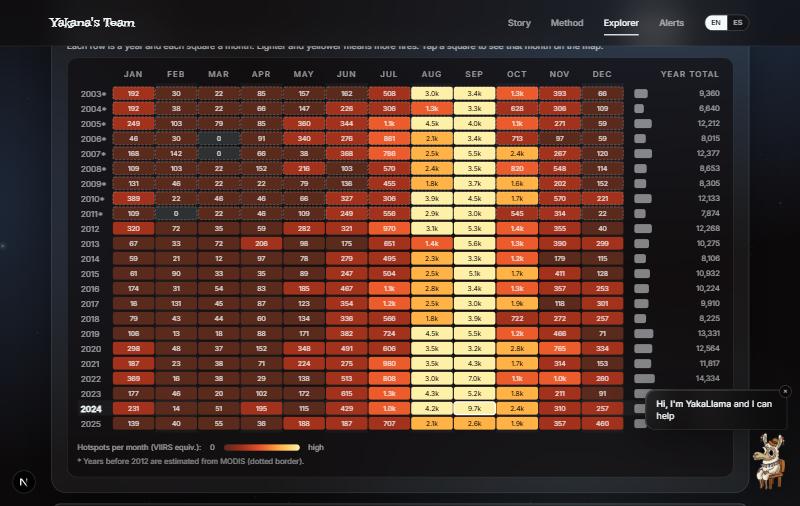 Yakana's Team
Story Method Explorer Alerts EN ES
Each row is a year and each square a month. Lighter and yellower means more fires. Tap a square to see that month on the map.
JAN FEB MAR APR MAY JUN JUL AUG SEP OCT NOV DEC YEAR TOTAL
2003* 192 30 22 85 157 162 508 3.0k 3.4k 1.3k 393 66 9,360
2004* 192 38 22 66 147 226 306 1.3k 3.3k 628 306 109 6,640
2005* 249 103 79 85 360 344 1.1k 4.5k 4.0k 1.1k 271 59 12,212
2006* 46 30 0 91 340 276 861 2.1k 3.4k 713 97 59 8,015
2007* 168 142 0 66 38 368 786 2.5k 5.5k 2.4k 267 120 12,377
2008* 109 103 22 152 216 103 570 2.4k 3.5k 820 548 114 8,653
2009* 131 46 22 22 79 136 455 1.8k 3.7k 1.6k 202 152 8,305
2010* 389 22 46 46 66 327 306 3.9k 4.5k 1.7k 570 221 12,133
2011* 109 0 22 46 109 249 556 2.9k 3.0k 545 314 22 7,874
2012 320 72 35 59 282 321 970 3.1k 5.3k 1.4k 355 40 12,268
2013 67 33 72 206 98 175 651 1.4k 5.6k 1.3k 390 299 10,275
2014 59 21 12 97 78 279 495 2.3k 3.3k 1.2k 179 115 8,106
2015 61 90 33 35 89 247 504 2.5k 5.1k 1.7k 411 128 10,932
2016 174 31 54 83 185 467 1.1k 2.8k 3.4k 1.3k 357 253 10,224
2017 16 131 45 87 123 354 1.2k 2.5k 3.0k 1.9k 118 301 9,910
2018 79 43 44 60 134 336 566 1.8k 3.9k 722 272 257 8,225
2019 106 13 18 88 171 382 724 4.5k 5.5k 1.2k 466 71 13,331
2020 298 48 37 152 348 491 606 3.5k 3.2k 2.8k 765 334 12,564
2021 187 23 38 71 224 275 980 3.5k 4.3k 1.7k 314 153 11,817
2022 369 16 38 29 138 513 808 3.0k 7.0k 1.1k 1.0k 260 14,334
2023 177 46 20 102 172 615 1.3k 4.3k 5.2k 1.8k 211 91
2024 231 14 51 195 115 429 1.0k 4.2k 9.7k 2.4k 310 257
2025 139 40 55 36 188 187 707 2.1k 2.6k 1.9k 357 460
Hi, I'm YakaLlama and I can
help
Hotspots per month (VIIRS equiv.): 0 high
* Years before 2012 are estimated from MODIS (dotted border).
N